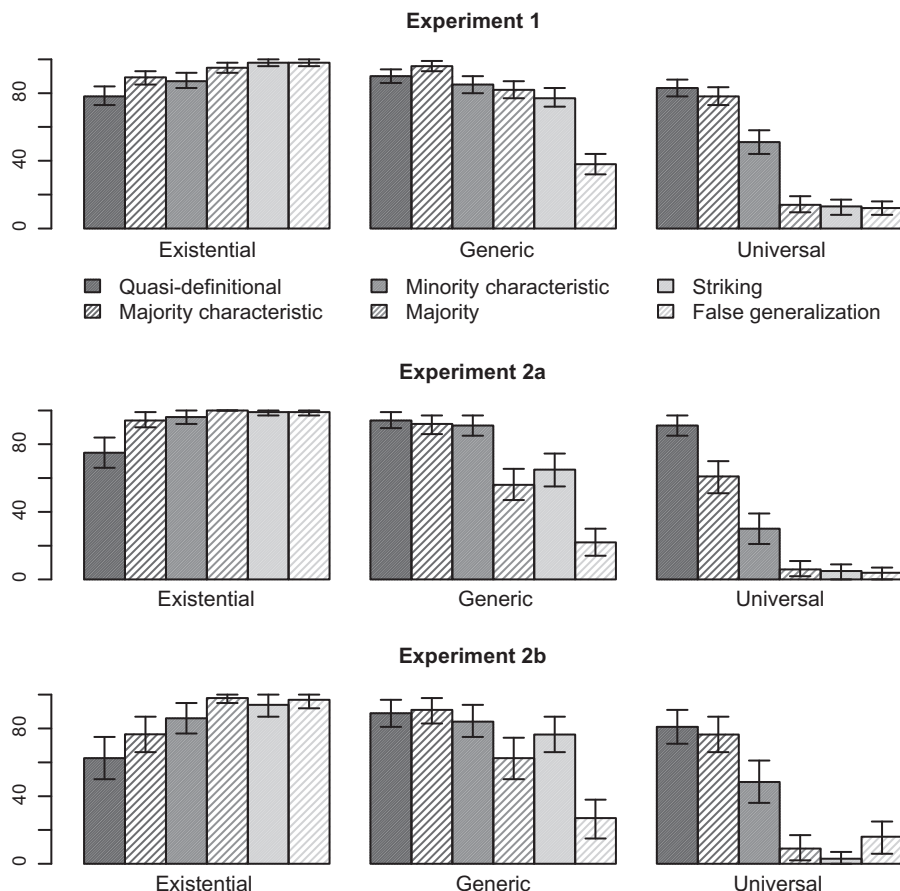 Experiment 1
80
40
0
Existential Generic Universal
Quasi-definitional Minority characteristic Striking
Majority characteristic Majority False generalization
Experiment 2a
80
40
0
Existential Generic Universal
Experiment 2b
80
40
0
Existential Generic Universal